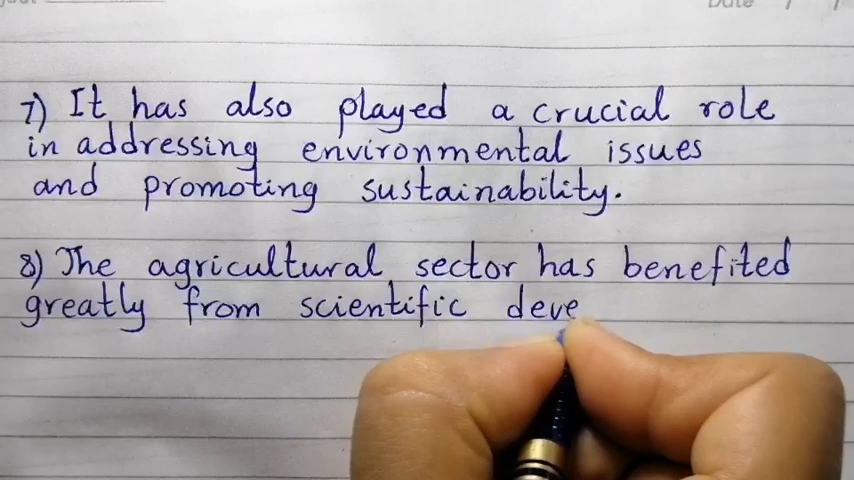 Date / /
7) It has also played a crucial role
in addressing environmental issues
and promoting sustainability.
8) The agricultural sector has benefited
greatly from scientific deve